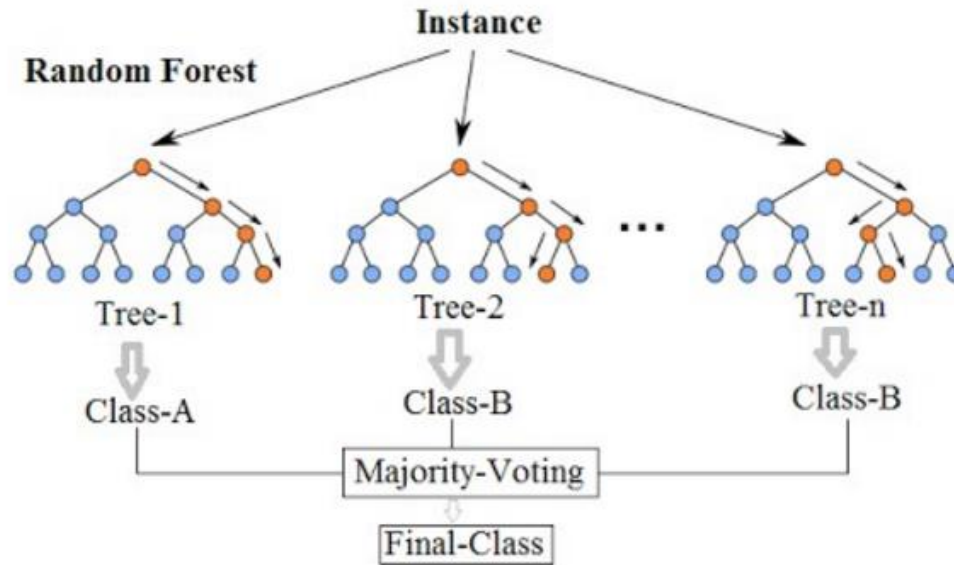 Instance
Random Forest
...
Tree-1
Tree-2
Tree-n
Class-A
Class-B
Class-B
Majority-Voting
Final-Class